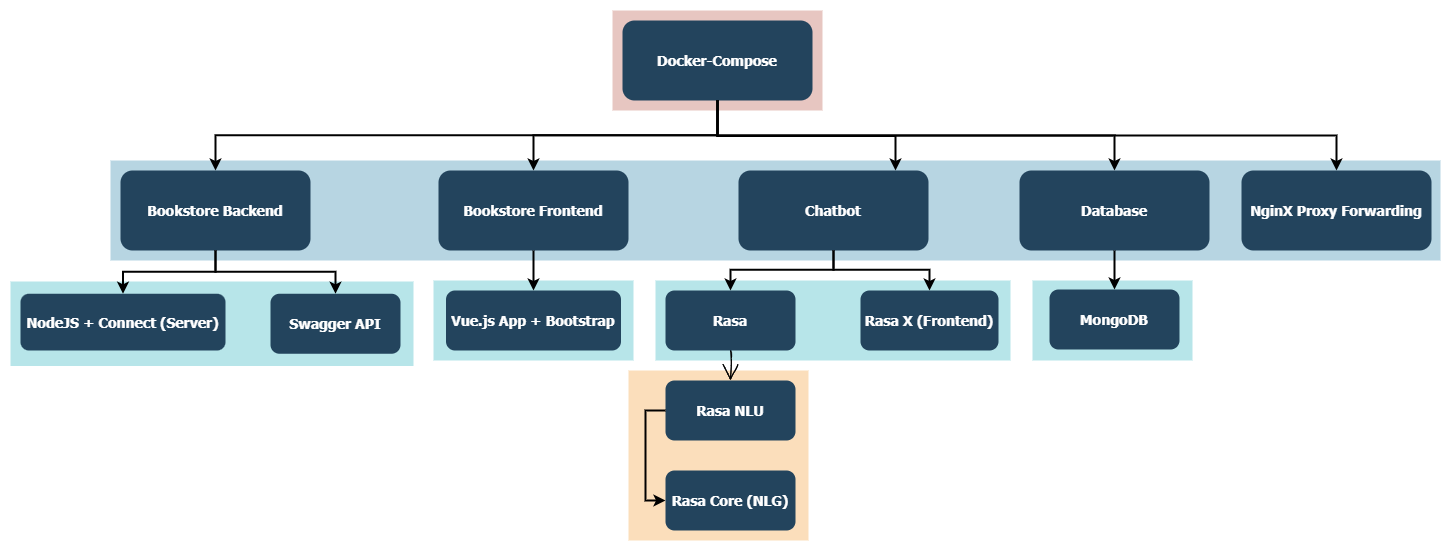 Docker-Compose
Bookstore Backend
Bookstore Frontend
Chatbot
Database
NginX Proxy Forwarding
NodeJS + Connect (Server)
Swagger API
Vue.js App + Bootstrap
Rasa
Rasa X (Frontend)
MongoDB
Rasa NLU
Rasa Core (NLG)